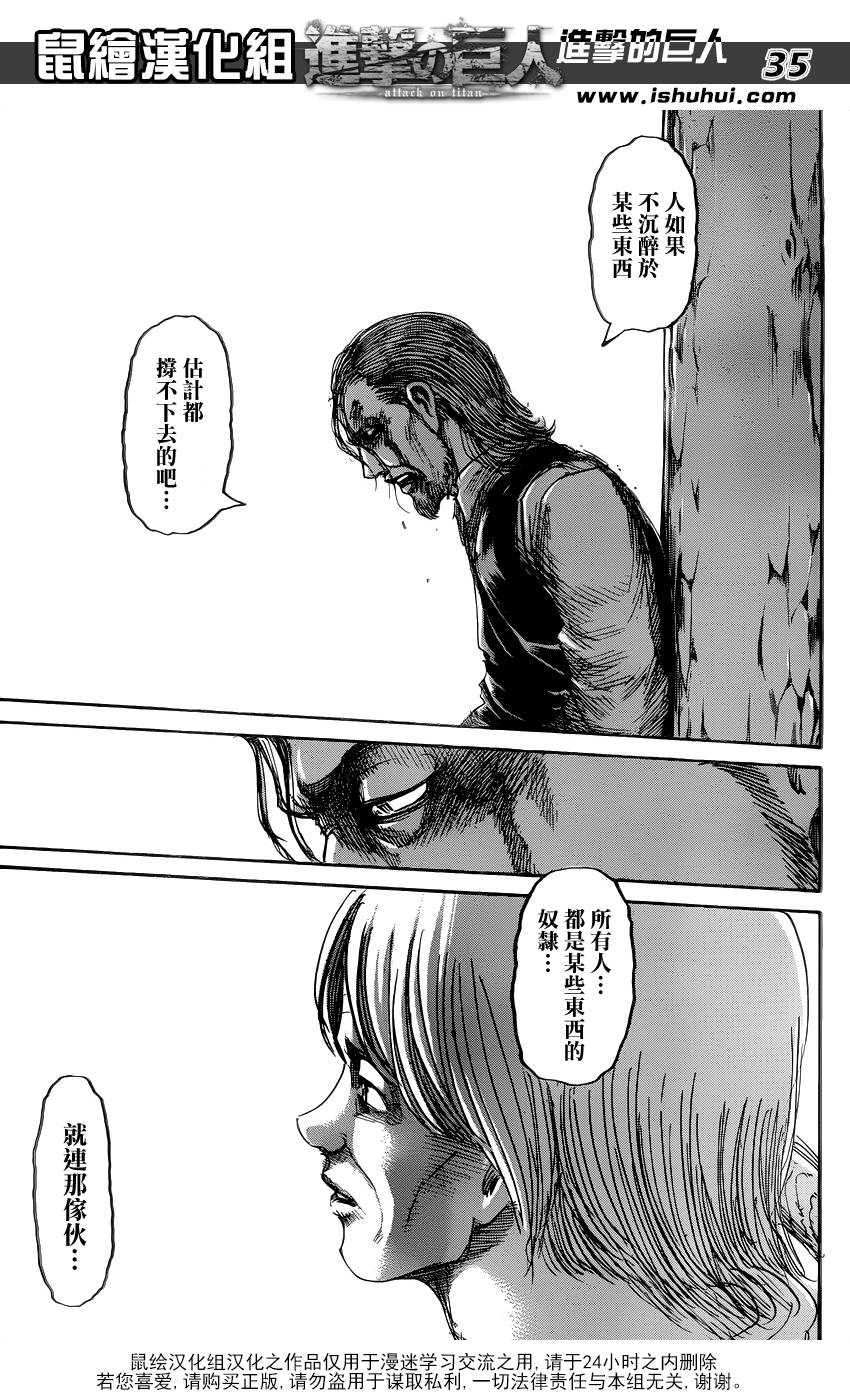 鼠繪漢化組
進撃の巨人
attack on titan
進擊的巨人
35
www.ishuhui.com
人如果
不沉醉於
某些東西
估計都
撐不下去的吧…
所有人…
都是某些東西的
奴隸…
就連那傢伙…
鼠绘汉化组汉化之作品仅用于漫迷学习交流之用, 请于24小时之内删除
若您喜爱, 请购买正版, 请勿盗用于谋取私利, 一切法律责任与本组无关, 谢谢。